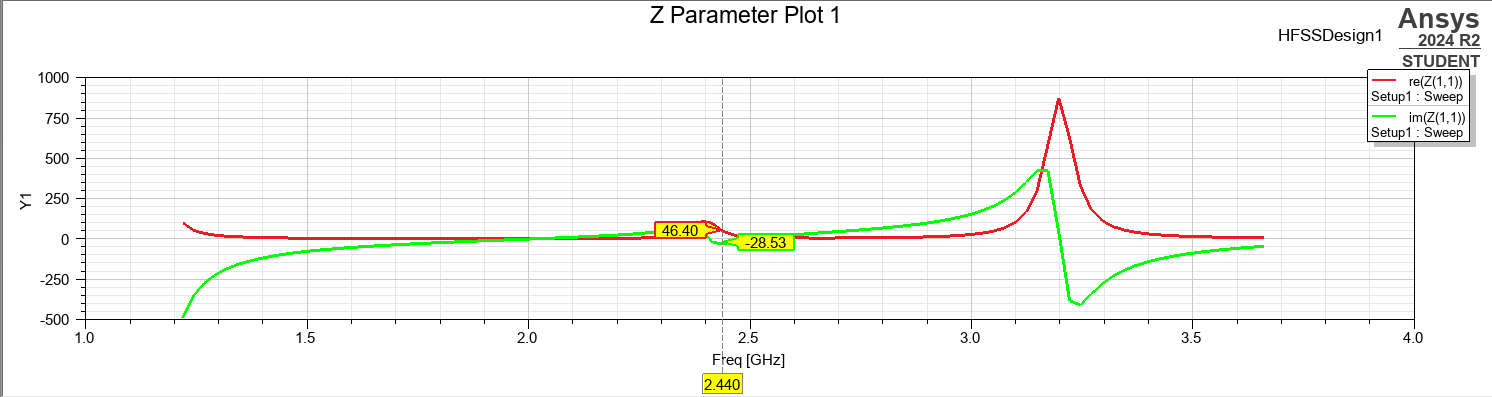 Z Parameter Plot 1
Ansys
HFSSDesign1
2024 R2
STUDENT
re(Z(1,1))
Setup1 : Sweep
im(Z(1,1))
Setup1 : Sweep
1000
750
500
250
0
-250
-500
Y1
46.40
-28.53
1.0
1.5
2.0
2.5
3.0
3.5
4.0
Freq [GHz]
2.440